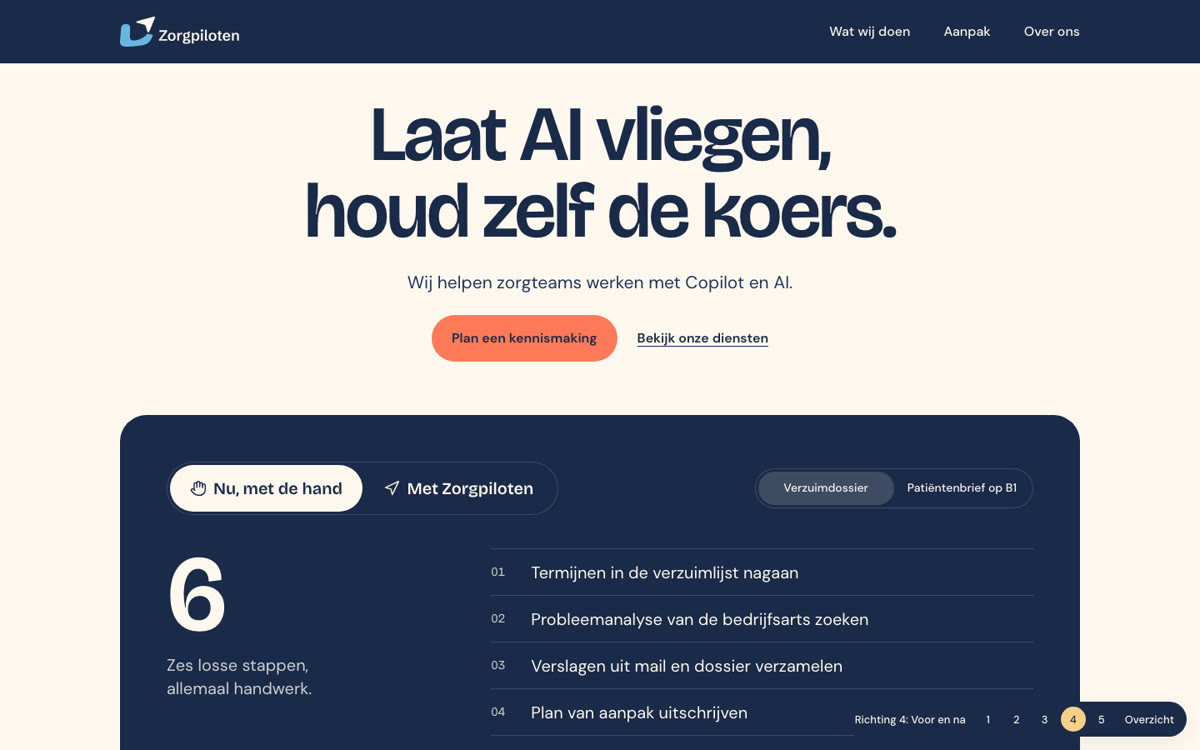 Zorgpiloten
Wat wij doen
Aanpak
Over ons
Laat AI vliegen,
houd zelf de koers.
Wij helpen zorgteams werken met Copilot en AI.
Plan een kennismaking
Bekijk onze diensten
Nu, met de hand
Met Zorgpiloten
Verzuimdossier
Patiëntenbrief op B1
6
Zes losse stappen,
allemaal handwerk.
01 Termijnen in de verzuimlijst nagaan
02 Probleemanalyse van de bedrijfsarts zoeken
03 Verslagen uit mail en dossier verzamelen
04 Plan van aanpak uitschrijven
Richting 4: Voor en na 1 2 3 4 5 Overzicht